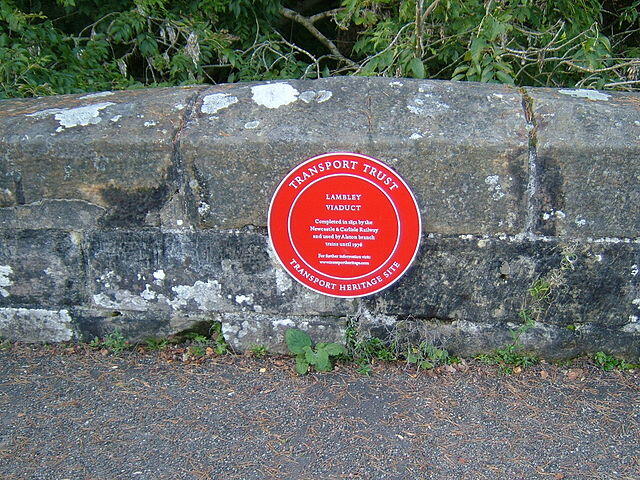 TRANSPORT TRUST
LAMBLEY
VIADUCT
Completed in 1852 by the
Newcastle & Carlisle Railway
and used by Alston branch
trains until 1976
For further information visit:
www.transportheritage.com
TRANSPORT HERITAGE SITE